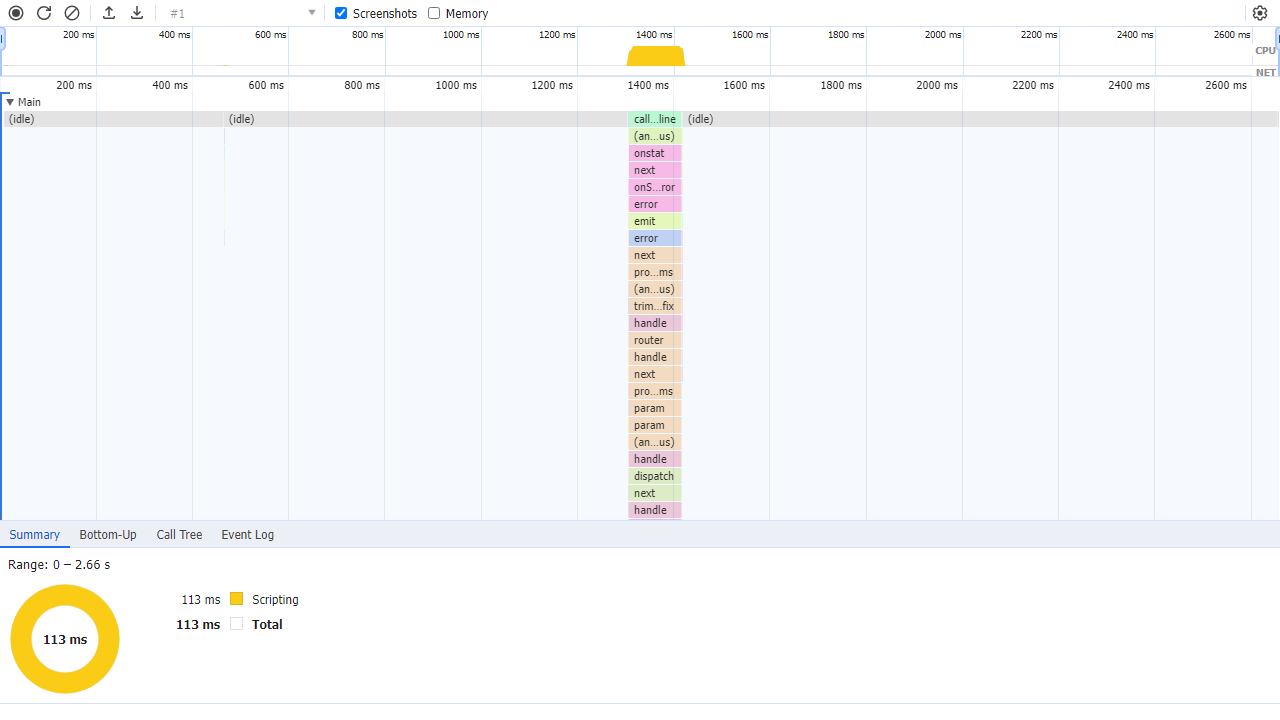 #1 Screenshots Memory
200 ms 400 ms 600 ms 800 ms 1000 ms 1200 ms 1400 ms 1600 ms 1800 ms 2000 ms 2200 ms 2400 ms 2600 ms
CPU
NET
200 ms 400 ms 600 ms 800 ms 1000 ms 1200 ms 1400 ms 1600 ms 1800 ms 2000 ms 2200 ms 2400 ms 2600 ms
Main
(idle) (idle) call...line (idle)
(an...us)
onstat
next
onS...ror
error
emit
error
next
pro...ms
(an...us)
trim...fix
handle
router
handle
next
pro...ms
param
param
(an...us)
handle
dispatch
next
handle
Summary Bottom-Up Call Tree Event Log
Range: 0 – 2.66 s
113 ms Scripting
113 ms Total
113 ms